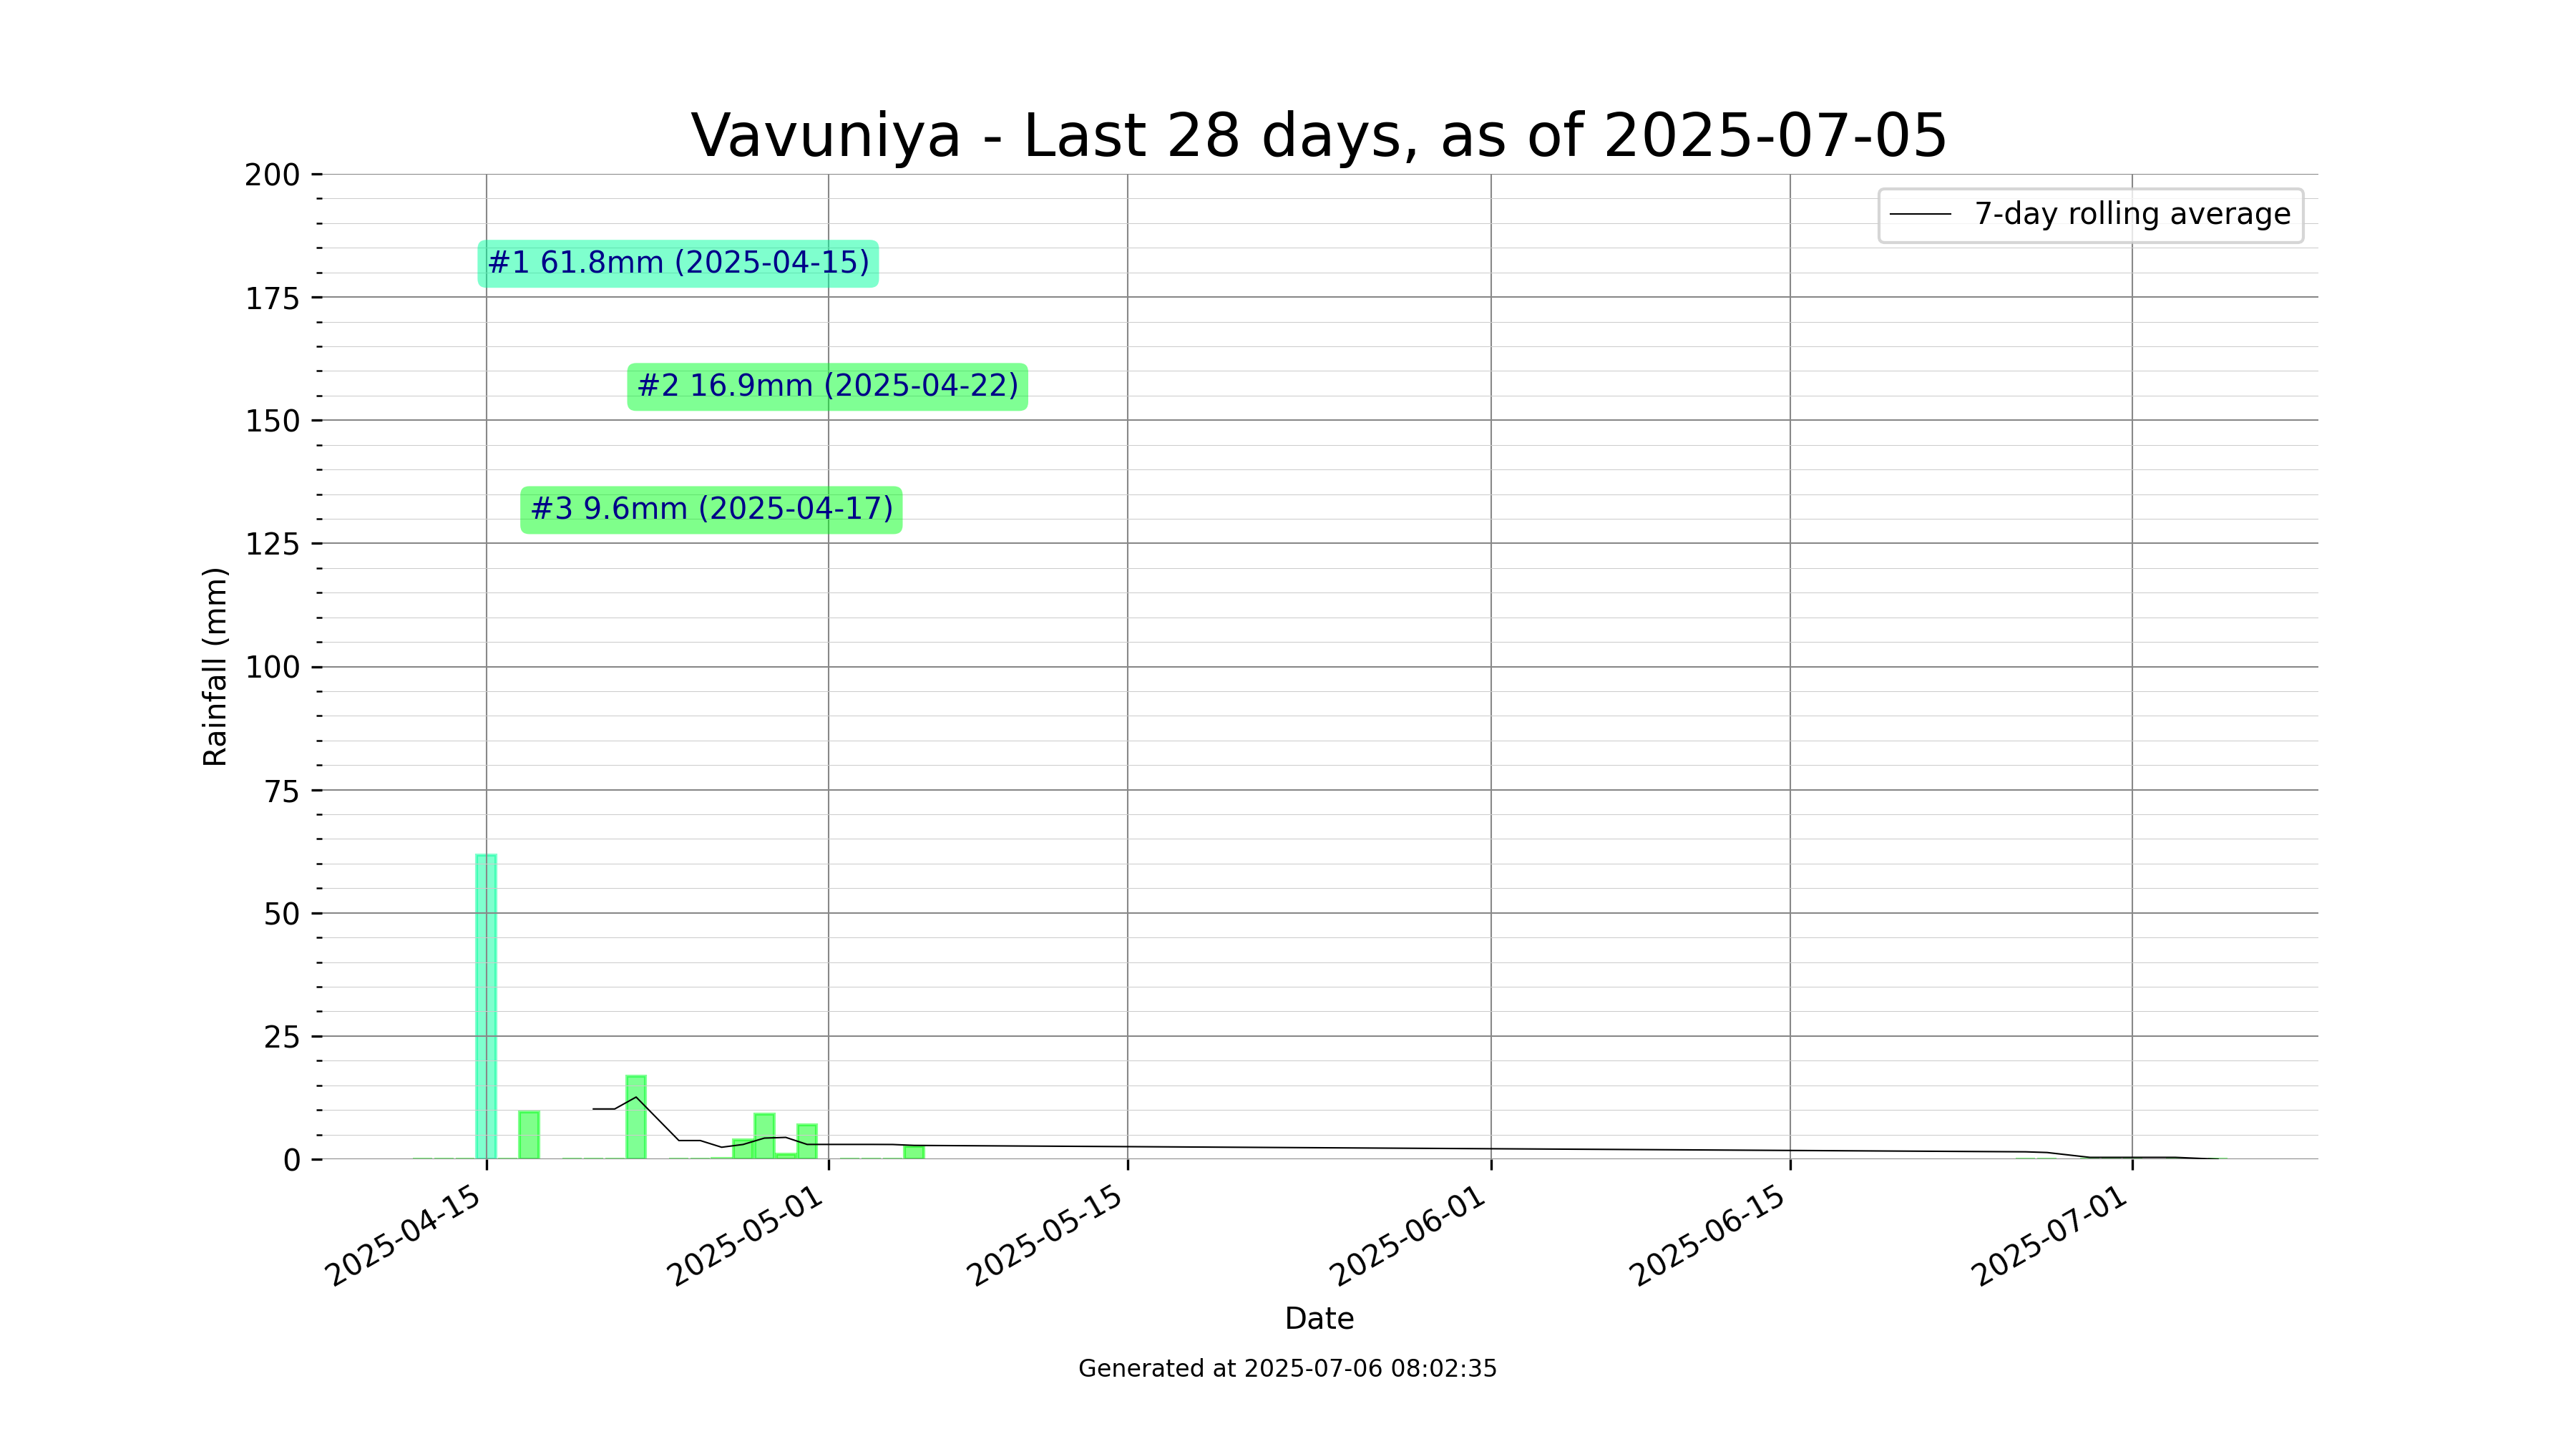 Vavuniya - Last 28 days, as of 2025-07-05
200
175
150
125
100
75
50
25
0
Rainfall (mm)
7-day rolling average
#1 61.8mm (2025-04-15)
#2 16.9mm (2025-04-22)
#3 9.6mm (2025-04-17)
2025-04-15
2025-05-01
2025-05-15
2025-06-01
2025-06-15
2025-07-01
Date
Generated at 2025-07-06 08:02:35